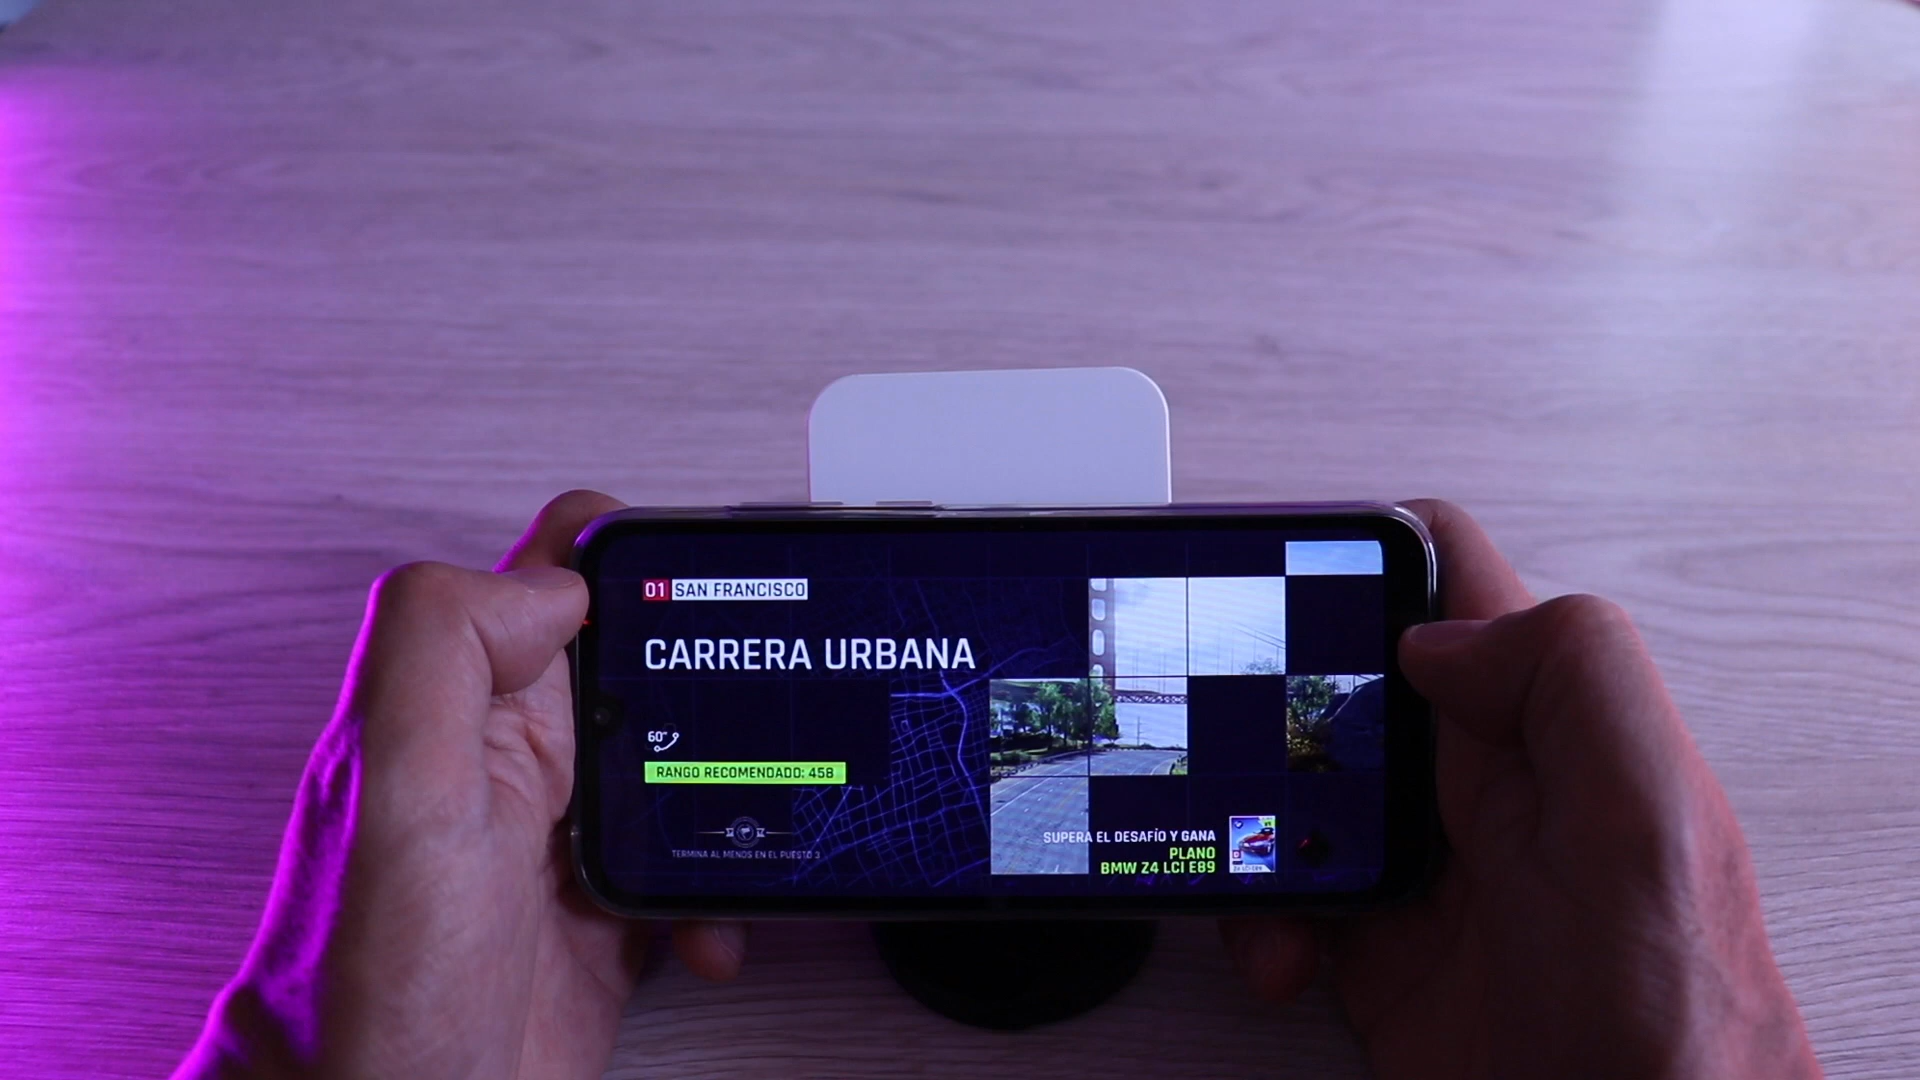 01 SAN FRANCISCO
CARRERA URBANA
60"
RANGO RECOMENDADO: 458
TERMINA AL MENOS EN EL PUESTO 3
SUPERA EL DESAFÍO Y GANA
PLANO
BMW Z4 LCI E89